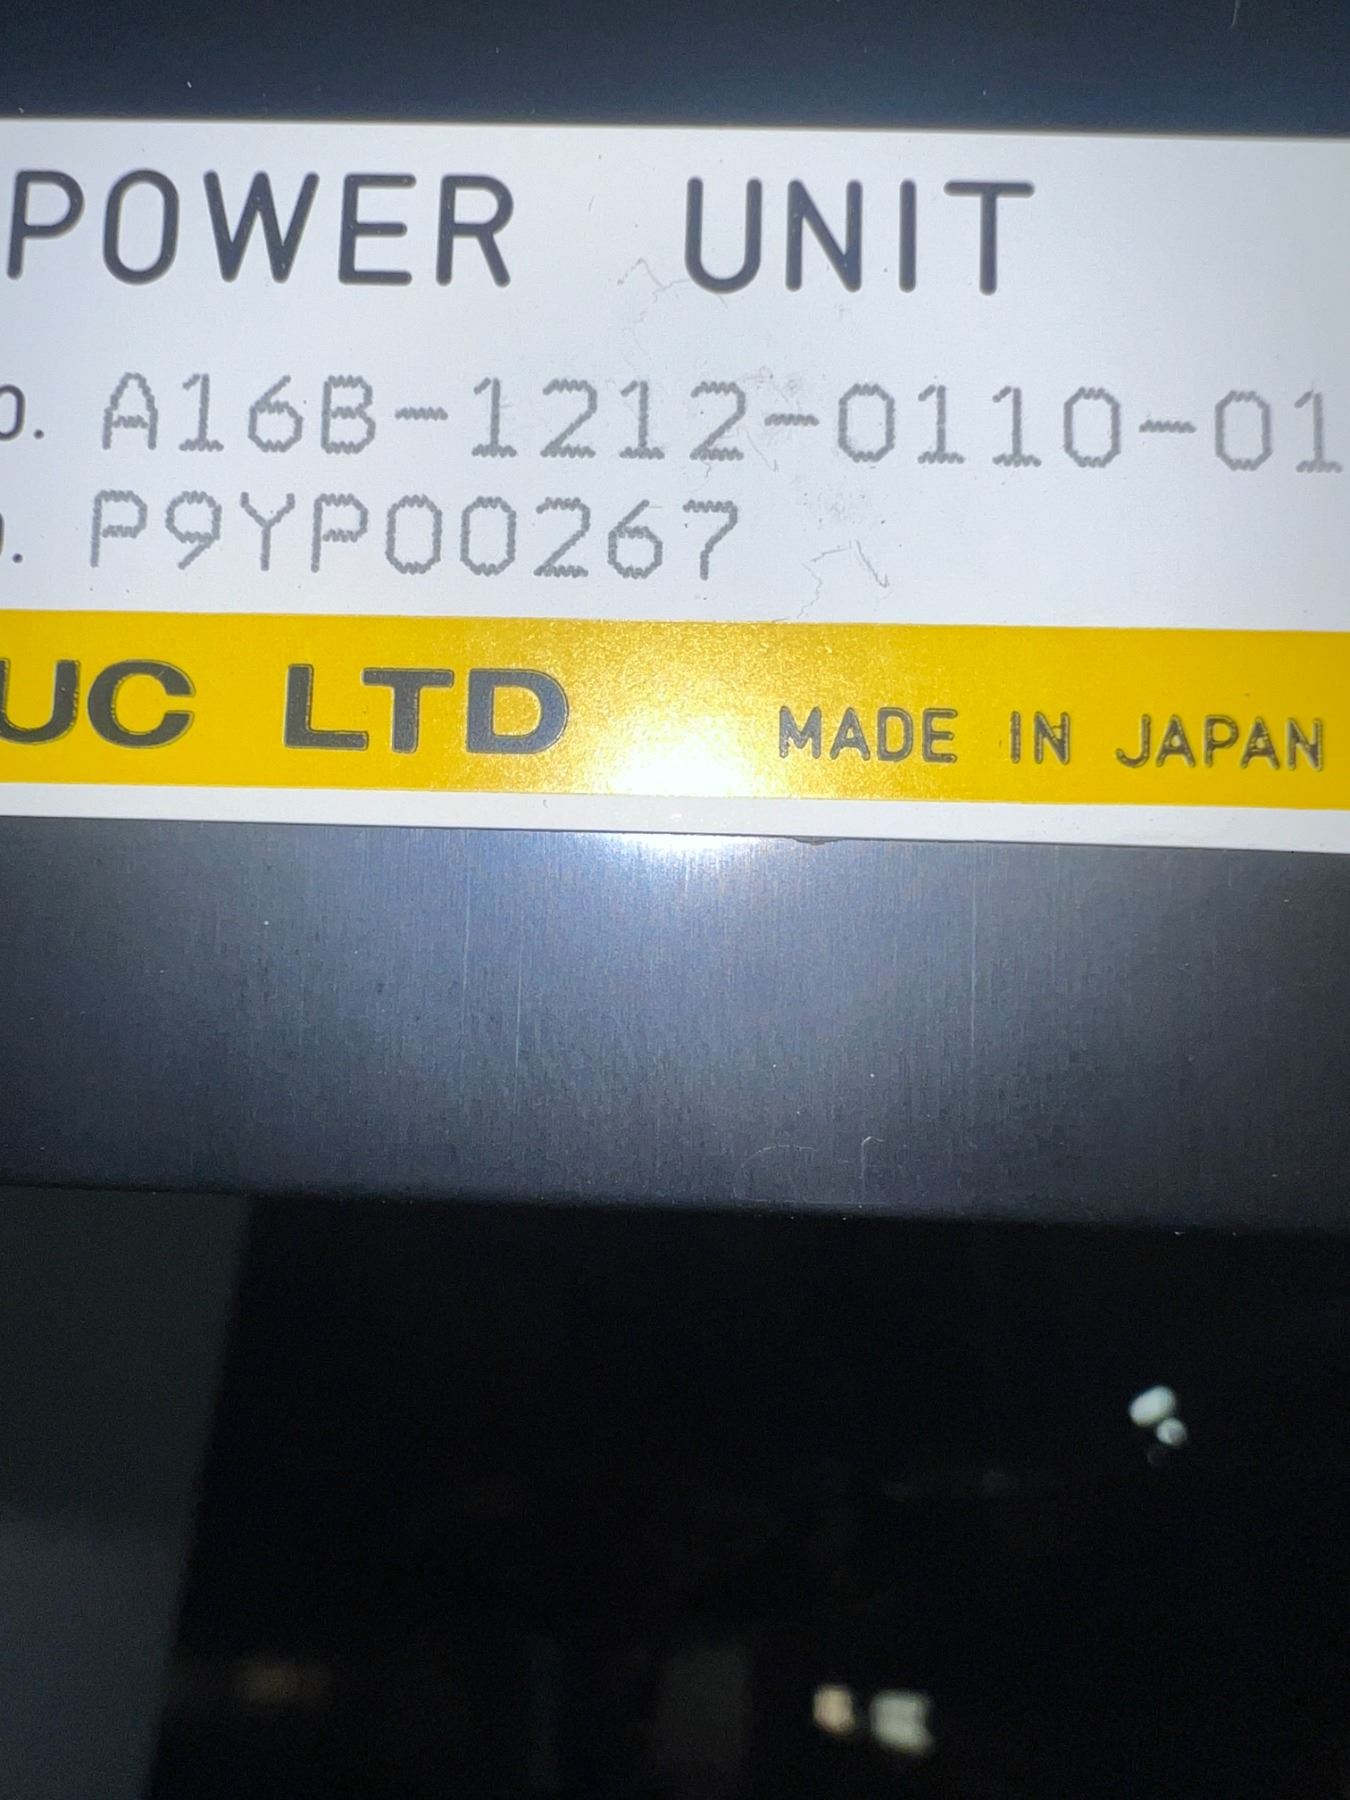 POWER UNIT
O. A16B-1212-0110-01
. P9YP00267
UC LTD MADE IN JAPAN